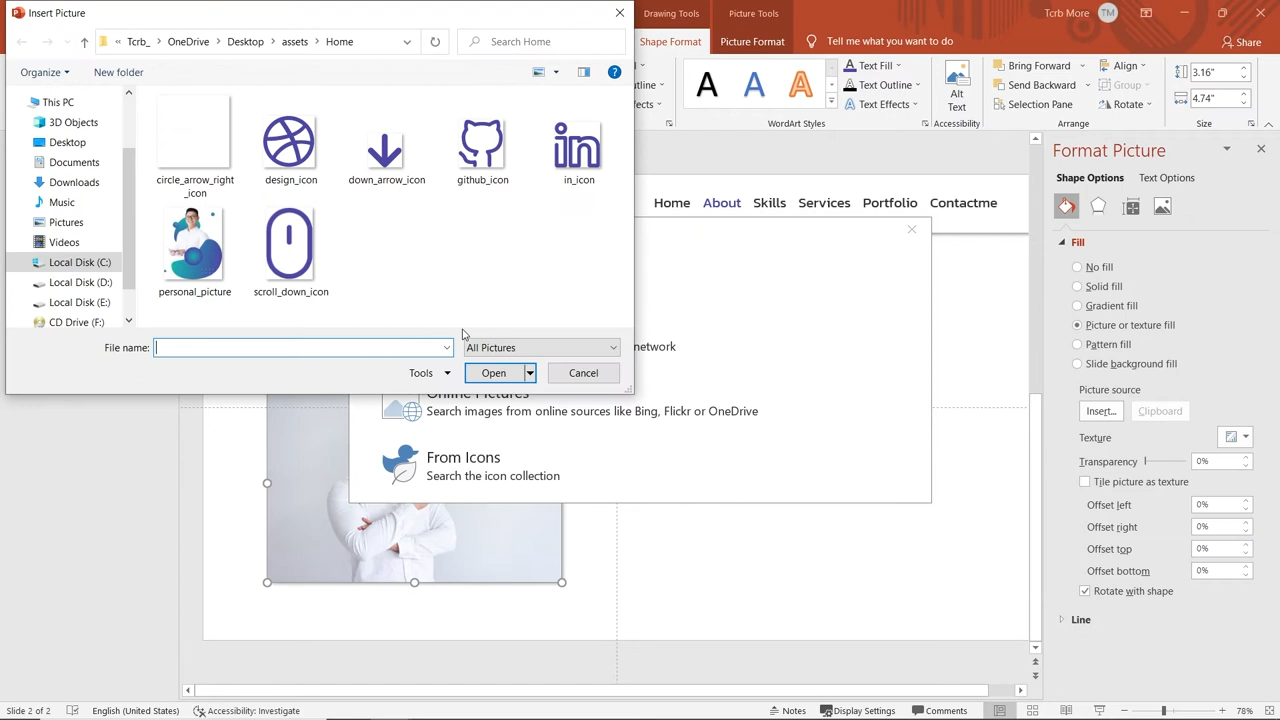 Insert Picture
Drawing Tools
Picture Tools
Tcrb More
TM
« Tcrb_ > OneDrive > Desktop > assets > Home
Search Home
Shape Format
Picture Format
Tell me what you want to do
Share
Organize
New folder
?
A A A
Text Fill
Text Outline
Text Effects
WordArt Styles
Alt
Text
Accessibility
Bring Forward
Send Backward
Selection Pane
Align
Group
Rotate
Arrange
3.16"
4.74"
Size
This PC
3D Objects
Desktop
Documents
Downloads
Music
Pictures
Videos
Local Disk (C:)
Local Disk (D:)
Local Disk (E:)
CD Drive (F:)
circle_arrow_right
_icon
design_icon
down_arrow_icon
github_icon
in
in_icon
personal_picture
scroll_down_icon
File name:
All Pictures
Tools
Open
Cancel
Home
About
Skills
Services
Portfolio
Contactme
network
Online Pictures
Search images from online sources like Bing, Flickr or OneDrive
From Icons
Search the icon collection
Format Picture
Shape Options
Text Options
Fill
No fill
Solid fill
Gradient fill
Picture or texture fill
Pattern fill
Slide background fill
Picture source
Insert...
Clipboard
Texture
Transparency
0%
Tile picture as texture
Offset left
0%
Offset right
0%
Offset top
0%
Offset bottom
0%
Rotate with shape
Line
Slide 2 of 2
English (United States)
Accessibility: Investigate
Notes
Display Settings
Comments
78%